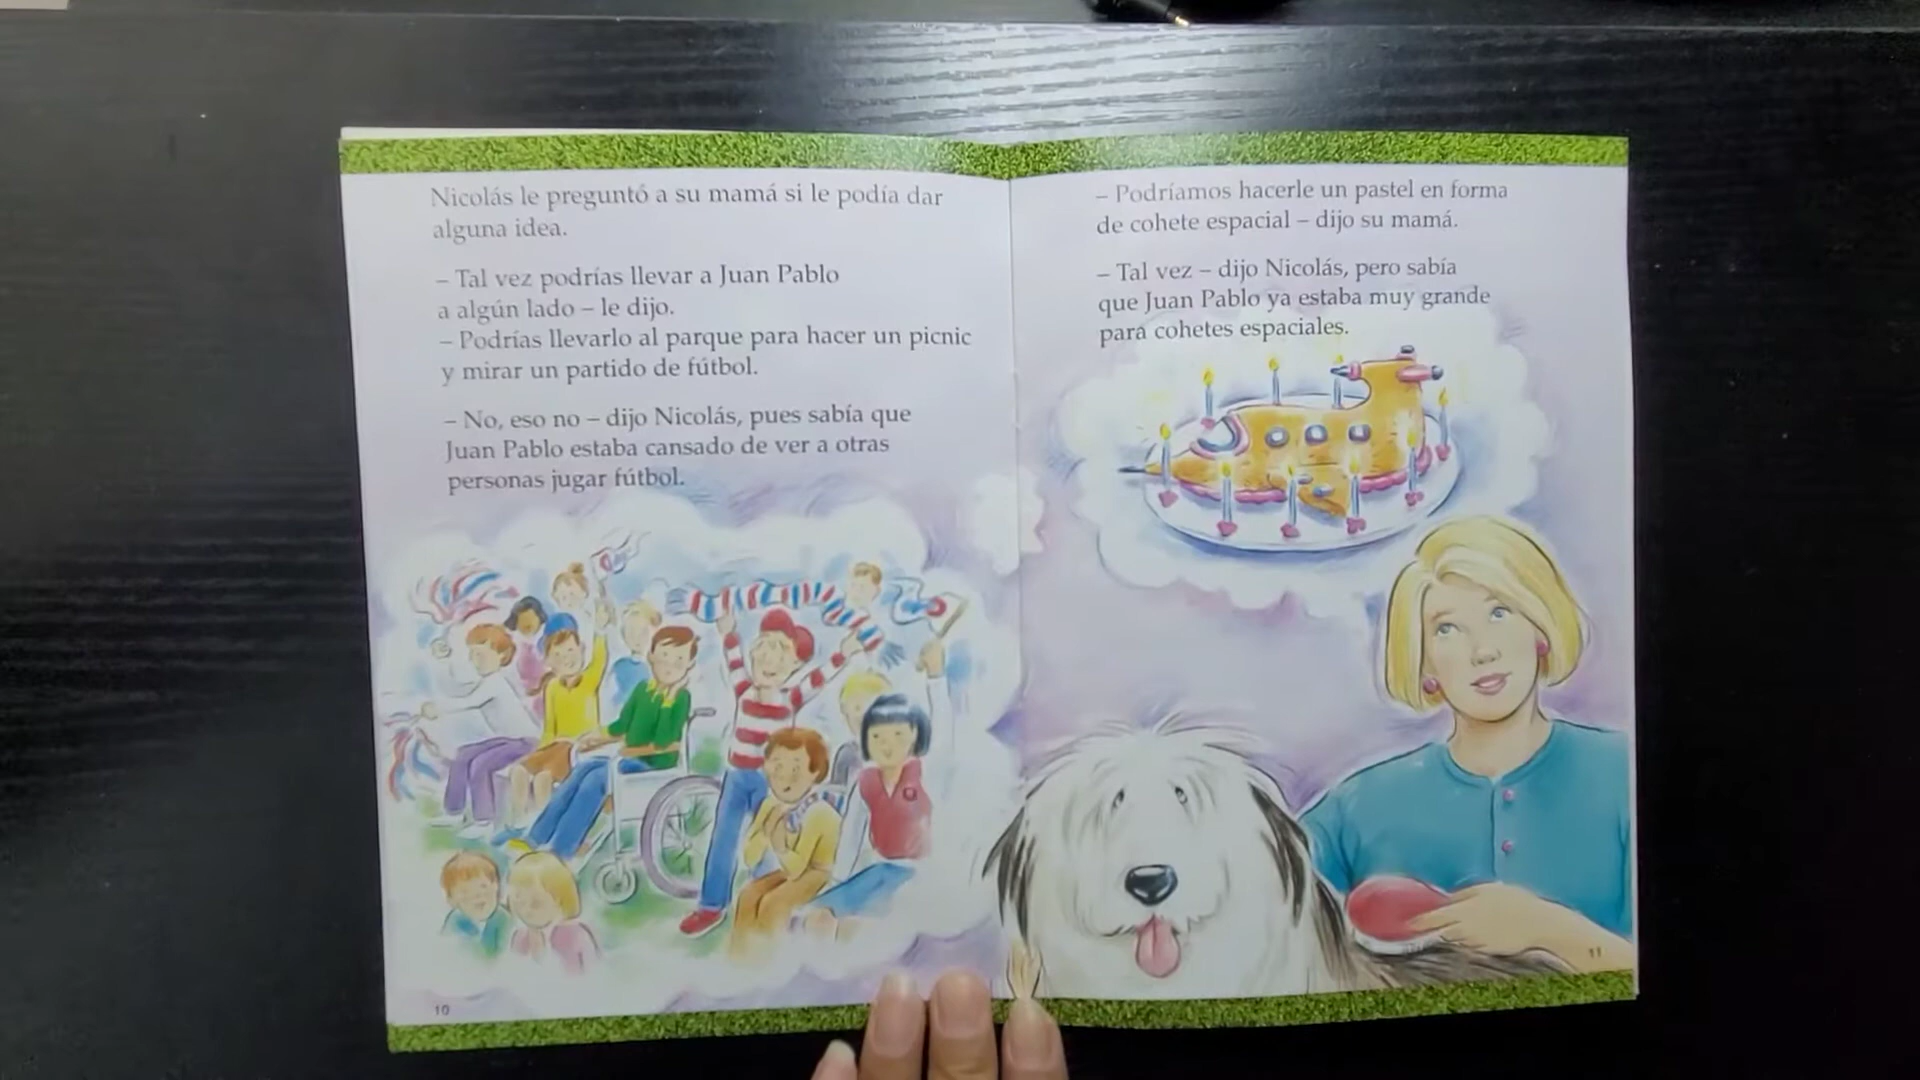 Nicolás le preguntó a su mamá si le podía dar
alguna idea.
– Tal vez podrías llevar a Juan Pablo
a algún lado – le dijo.
– Podrías llevarlo al parque para hacer un picnic
y mirar un partido de fútbol.
– No, eso no – dijo Nicolás, pues sabía que
Juan Pablo estaba cansado de ver a otras
personas jugar fútbol.
10
– Podríamos hacerle un pastel en forma
de cohete espacial – dijo su mamá.
– Tal vez – dijo Nicolás, pero sabía
que Juan Pablo ya estaba muy grande
para cohetes espaciales.
11